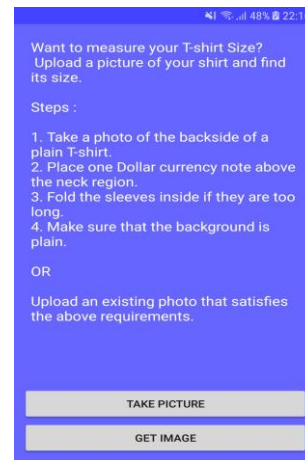 48% 22:1
Want to measure your T-shirt Size?
Upload a picture of your shirt and find
its size.
Steps :
1. Take a photo of the backside of a
plain T-shirt.
2. Place one Dollar currency note above
the neck region.
3. Fold the sleeves inside if they are too
long.
4. Make sure that the background is
plain.
OR
Upload an existing photo that satisfies
the above requirements.
TAKE PICTURE
GET IMAGE